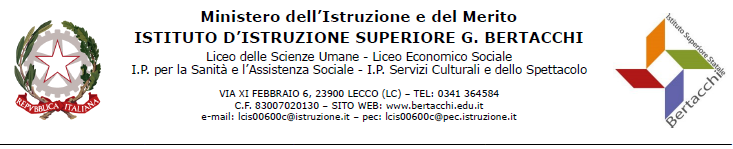 Ministero dell’Istruzione e del Merito
ISTITUTO D’ISTRUZIONE SUPERIORE G. BERTACCHI
Liceo delle Scienze Umane - Liceo Economico Sociale
I.P. per la Sanità e l’Assistenza Sociale - I.P. Servizi Culturali e dello Spettacolo
VIA XI FEBBRAIO 6, 23900 LECCO (LC) – TEL: 0341 364584
C.F. 83007020130 – SITO WEB: www.bertacchi.edu.it
e-mail: lcis00600c@istruzione.it – pec: lcis00600c@pec.istruzione.it
REPVBBLICA ITALIANA
Istituto Superiore Statale
Bertacchi